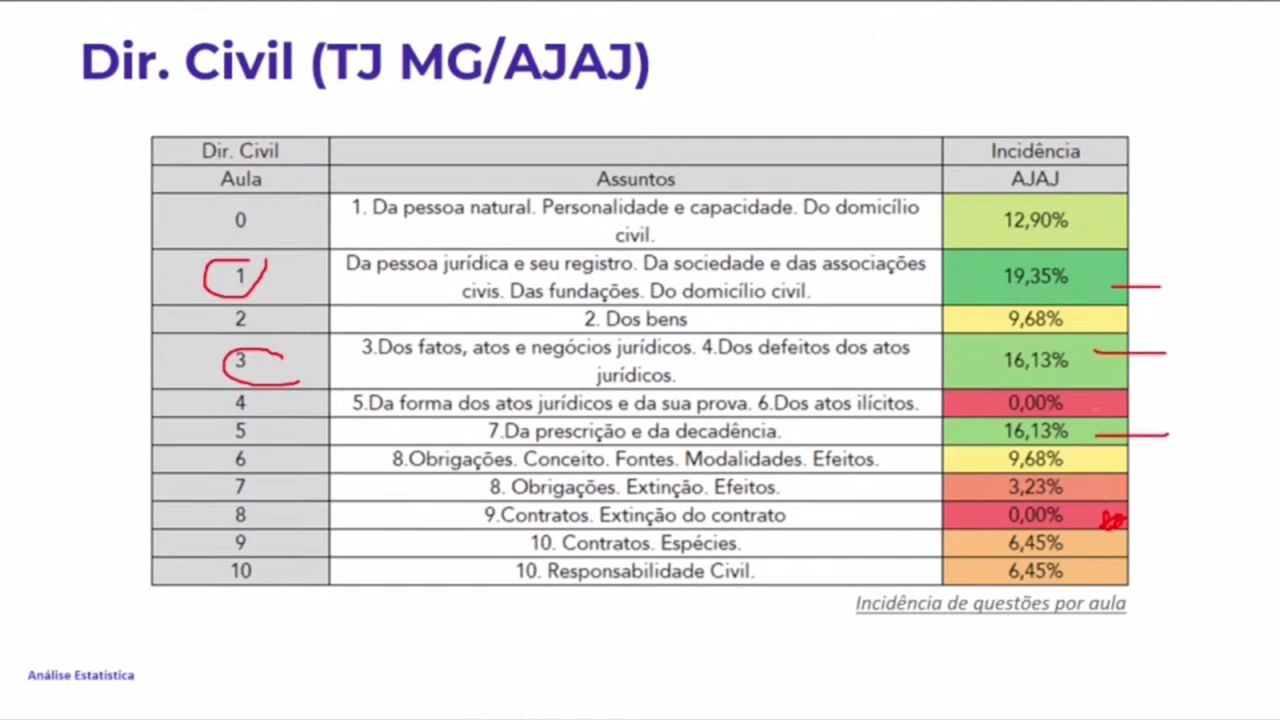 Dir. Civil (TJ MG/AJAJ)
Dir. Civil Incidência
Aula Assuntos AJAJ
0 1. Da pessoa natural. Personalidade e capacidade. Do domicílio civil. 12,90%
1 Da pessoa jurídica e seu registro. Da sociedade e das associações civis. Das fundações. Do domicílio civil. 19,35%
2 2. Dos bens 9,68%
3 3.Dos fatos, atos e negócios jurídicos. 4.Dos defeitos dos atos jurídicos. 16,13%
4 5.Da forma dos atos jurídicos e da sua prova. 6.Dos atos ilícitos. 0,00%
5 7.Da prescrição e da decadência. 16,13%
6 8.Obrigações. Conceito. Fontes. Modalidades. Efeitos. 9,68%
7 8. Obrigações. Extinção. Efeitos. 3,23%
8 9.Contratos. Extinção do contrato 0,00%
9 10. Contratos. Espécies. 6,45%
10 10. Responsabilidade Civil. 6,45%
Incidência de questões por aula
Análise Estatística